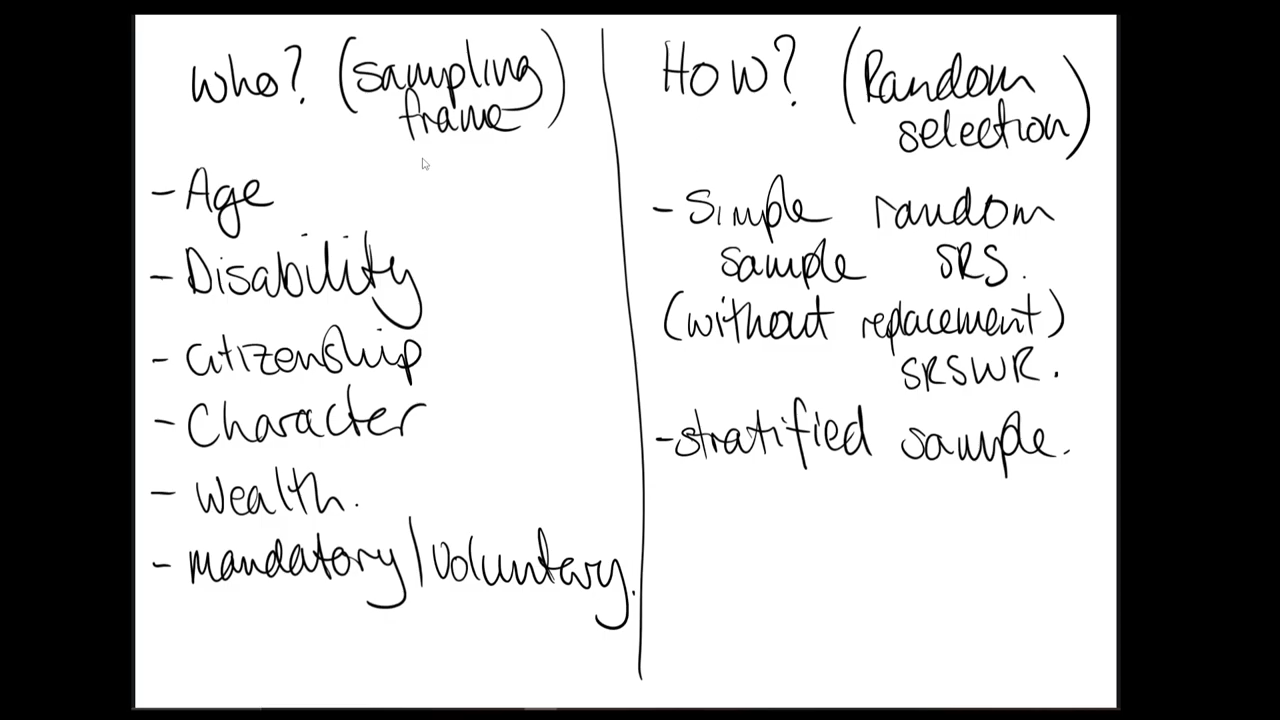 Who? (sampling
frame)
- Age
- Disability
- Citizenship
- Character
- Wealth.
- mandatory/voluntary.
How? (Random
selection)
- Simple random
sample SRS.
(without replacement)
SRSWR.
- stratified sample.